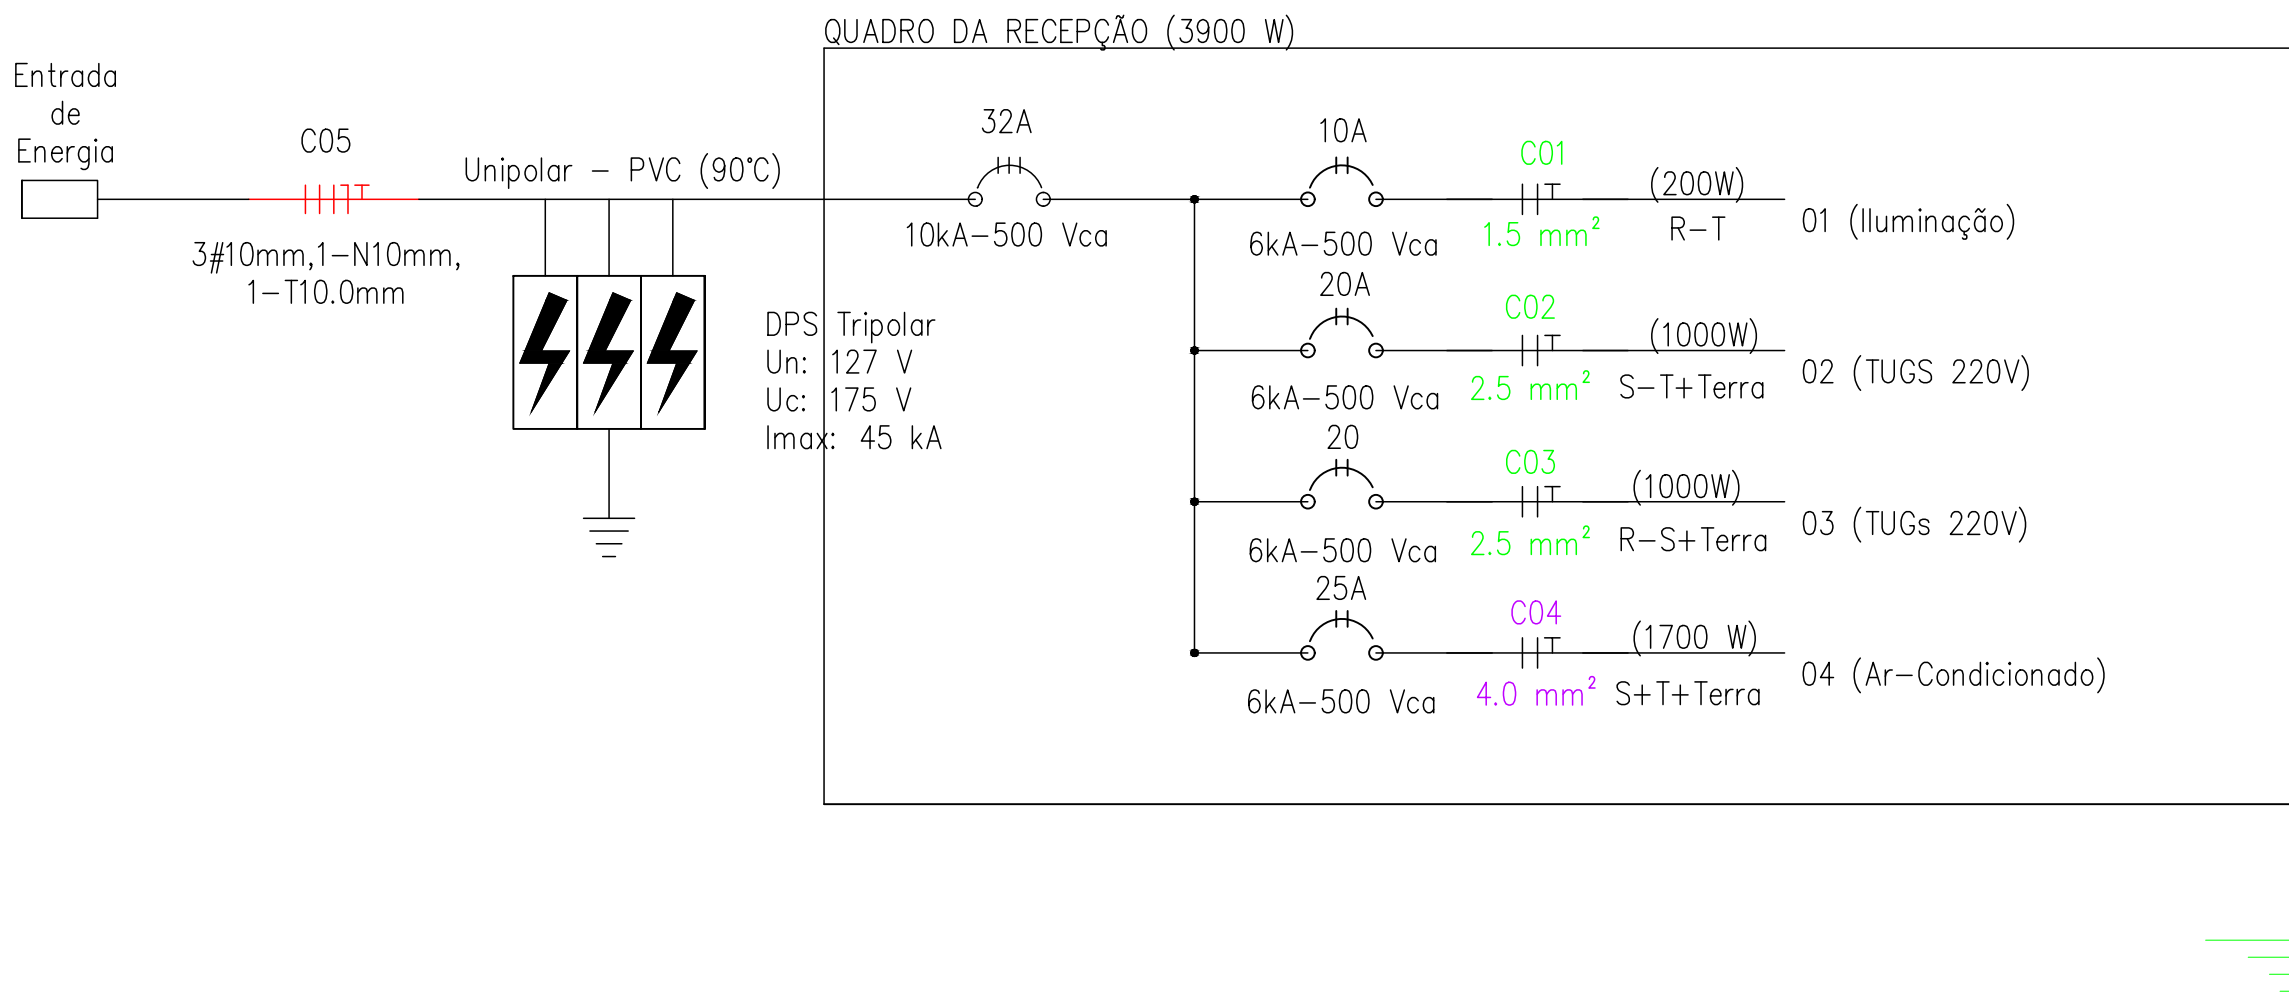 QUADRO DA RECEPÇÃO (3900 W)
Entrada
de
Energia
C05
3#10mm,1-N10mm,
1-T10.0mm
Unipolar - PVC (90°C)
DPS Tripolar
Un: 127 V
Uc: 175 V
Imax: 45 kA
32A
10kA-500 Vca
10A
6kA-500 Vca
C01
1.5 mm²
(200W)
R-T
01 (Iluminação)
20A
6kA-500 Vca
C02
2.5 mm²
(1000W)
S-T+Terra
02 (TUGS 220V)
20
6kA-500 Vca
C03
2.5 mm²
(1000W)
R-S+Terra
03 (TUGs 220V)
25A
6kA-500 Vca
C04
4.0 mm²
(1700 W)
S+T+Terra
04 (Ar-Condicionado)